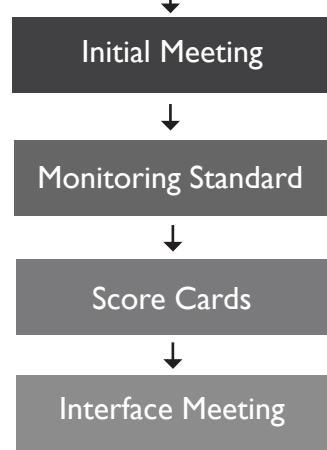 Initial Meeting
Monitoring Standard
Score Cards
Interface Meeting